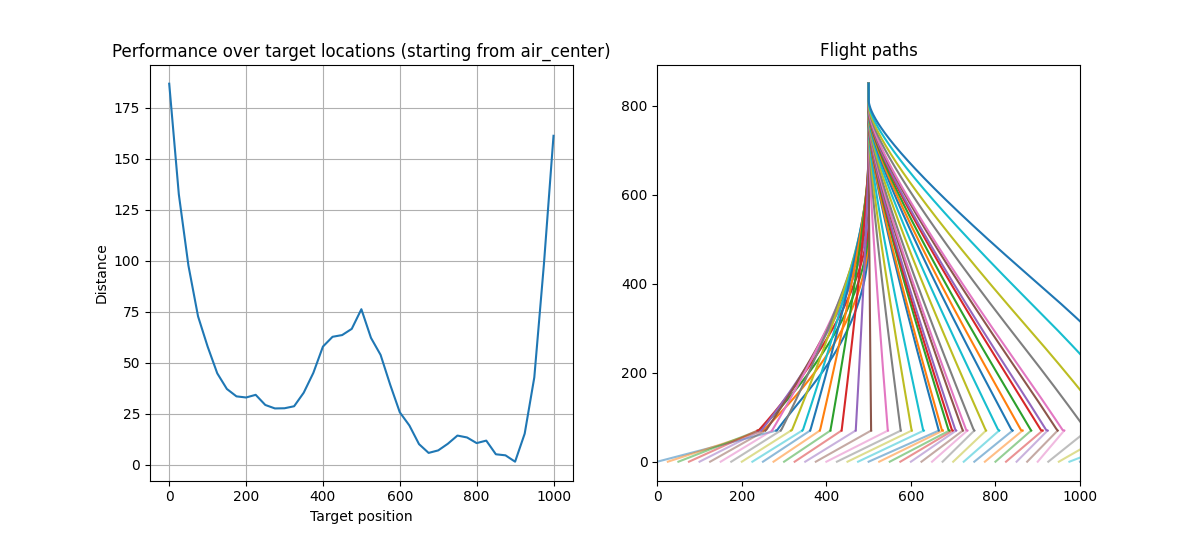 Performance over target locations (starting from air_center)
175
150
125
100
75
50
25
0
Distance
0 200 400 600 800 1000
Target position
Flight paths
800
600
400
200
0
0 200 400 600 800 1000